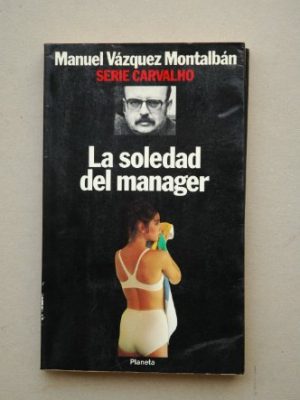 Manuel Vázquez Montalbán
SERIE CARVALHO
La soledad
del manager
Planeta